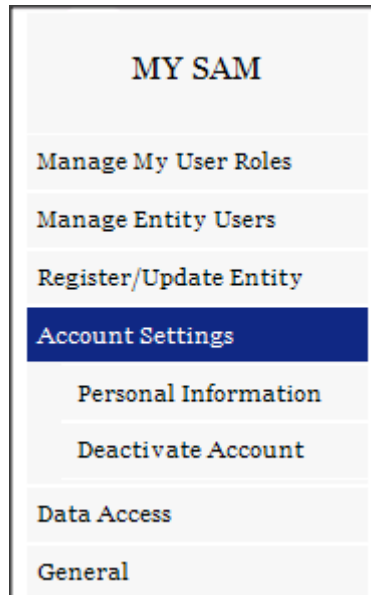 MY SAM
Manage My User Roles
Manage Entity Users
Register/Update Entity
Account Settings
Personal Information
Deactivate Account
Data Access
General